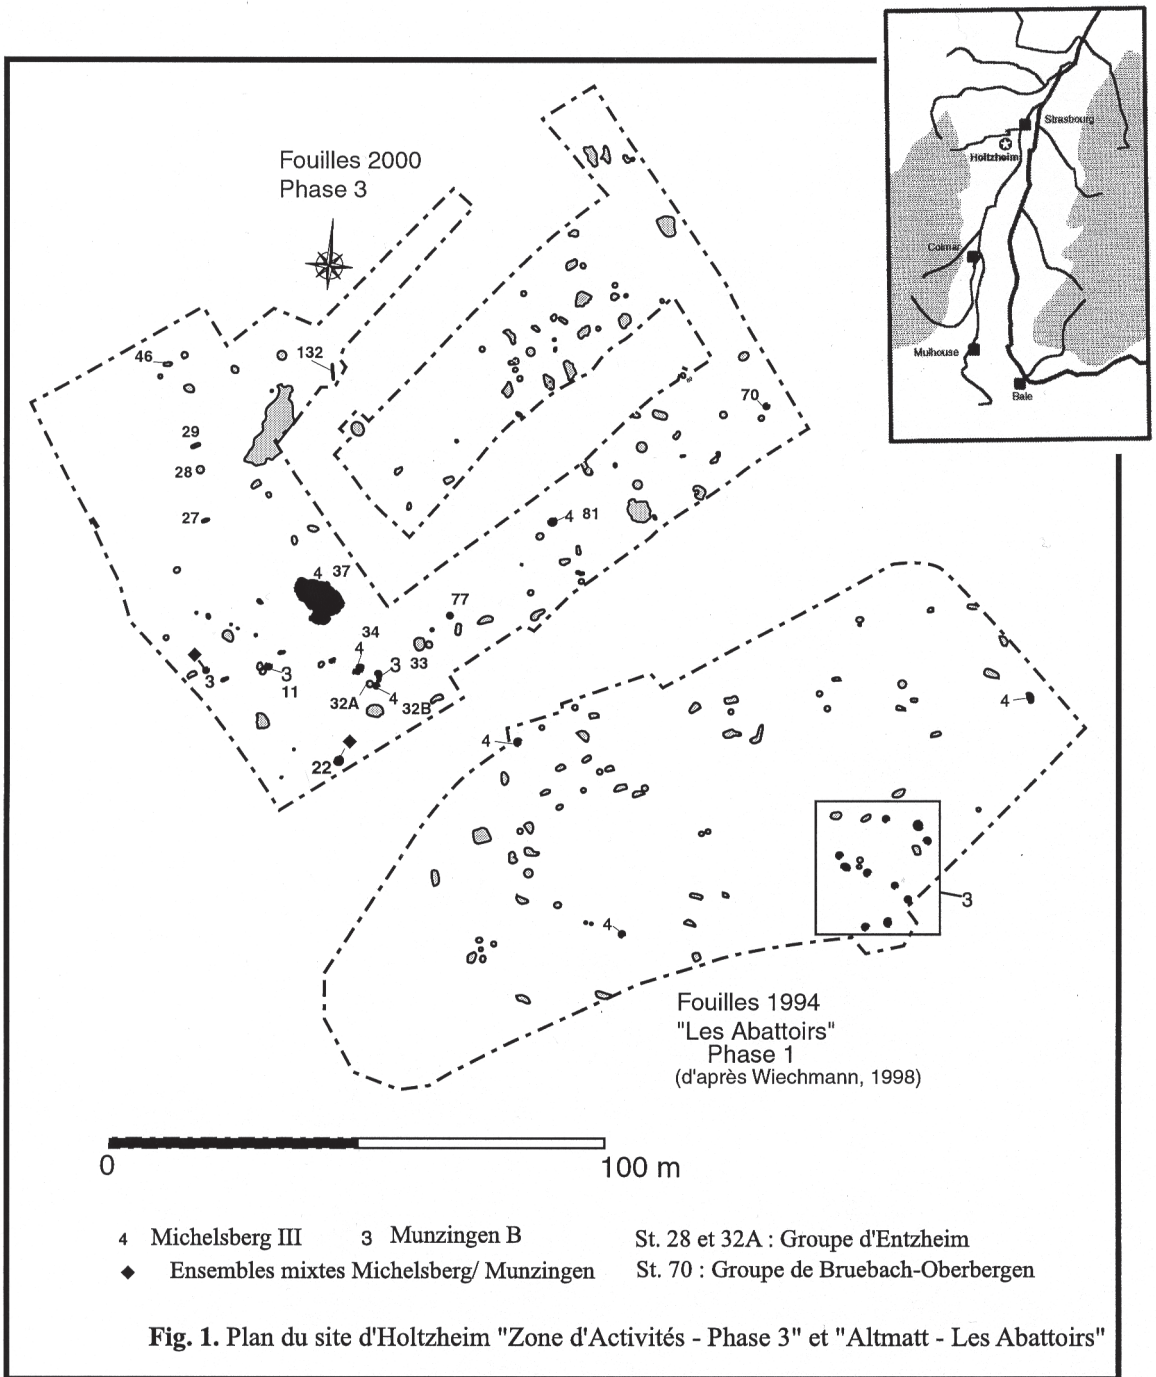 Strasbourg
Holtzheim
Colmar
Mulhouse
Bale
Fouilles 2000
Phase 3
46
132
29
28
27
70
4 81
4 37
77
34
4
3 33
3
3
11
32A
4
32B
22
4
4
4
3
Fouilles 1994
"Les Abattoirs"
Phase 1
(d'après Wiechmann, 1998)
0
100 m
4 Michelsberg III
3 Munzingen B
St. 28 et 32A : Groupe d'Entzheim
Ensembles mixtes Michelsberg/ Munzingen
St. 70 : Groupe de Bruebach-Oberbergen
Fig. 1. Plan du site d'Holtzheim "Zone d'Activités - Phase 3" et "Altmatt - Les Abattoirs"